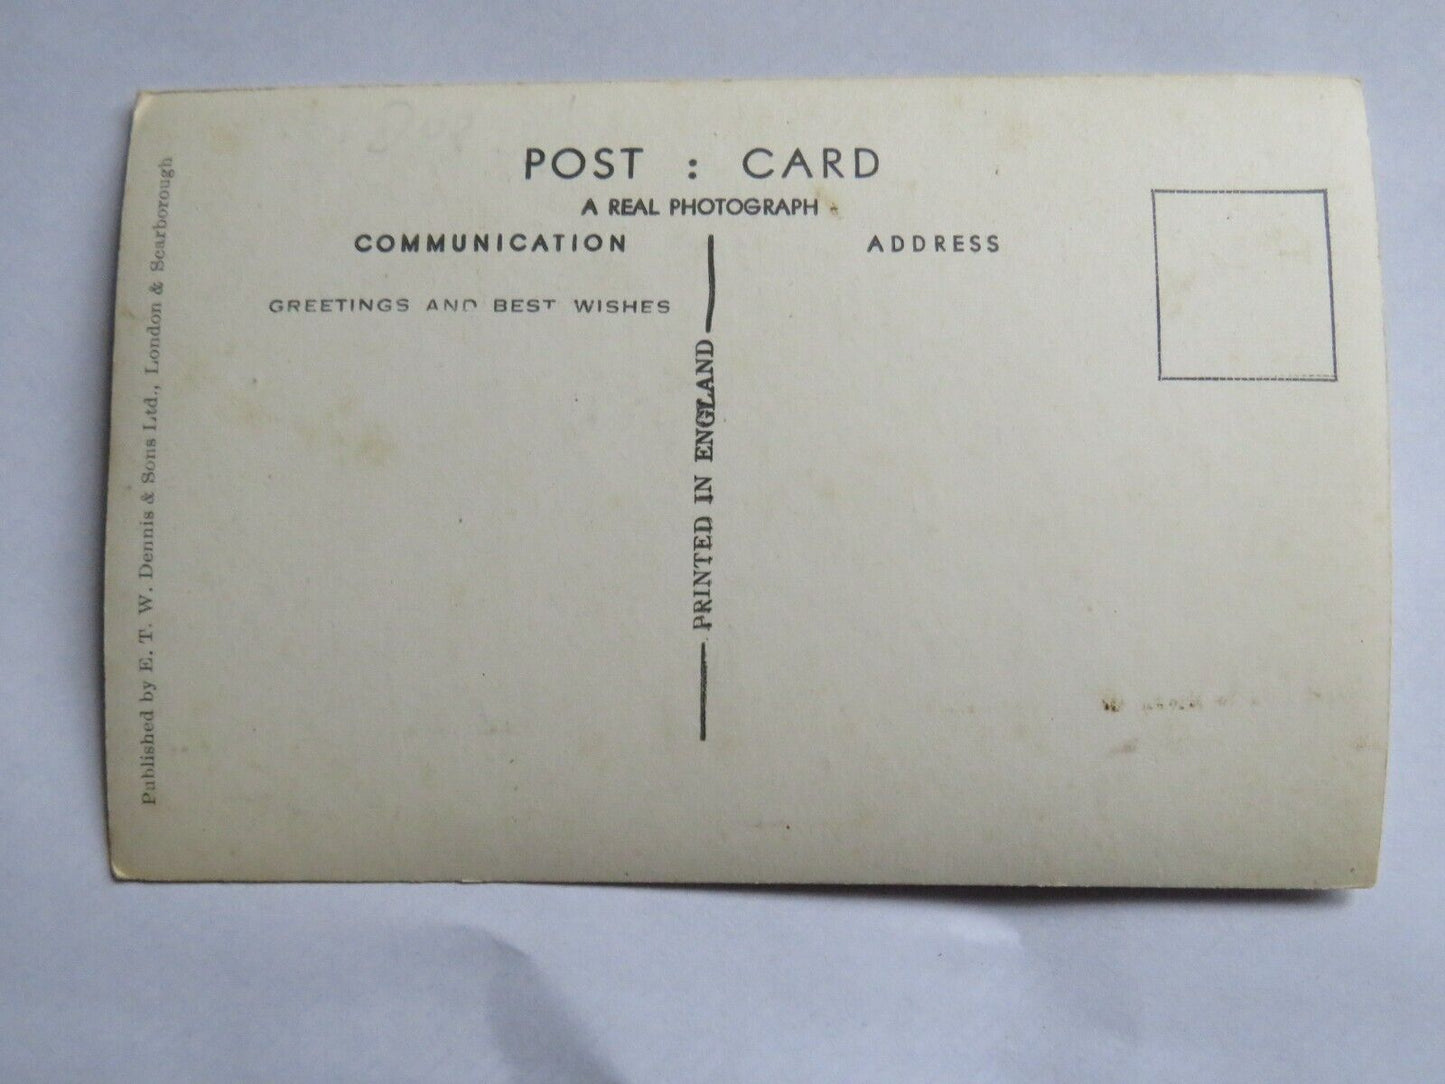 POST : CARD
A REAL PHOTOGRAPH
COMMUNICATION
ADDRESS
GREETINGS AND BEST WISHES
PRINTED IN ENGLAND
Published by E. T. W. Dennis & Sons Ltd., London & Scarborough